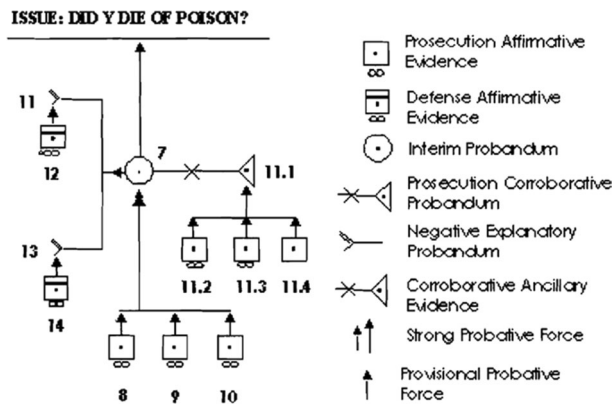 ISSUE: DID Y DIE OF POISON?
11
12
7
11.1
13
14
11.2
11.3
11.4
8
9
10
Prosecution Affirmative
Evidence
Defense Affirmative
Evidence
Interim Probandum
Prosecution Corroborative
Probandum
Negative Explanatory
Probandum
Corroborative Ancillary
Evidence
Strong Probative Force
Provisional Probative
Force